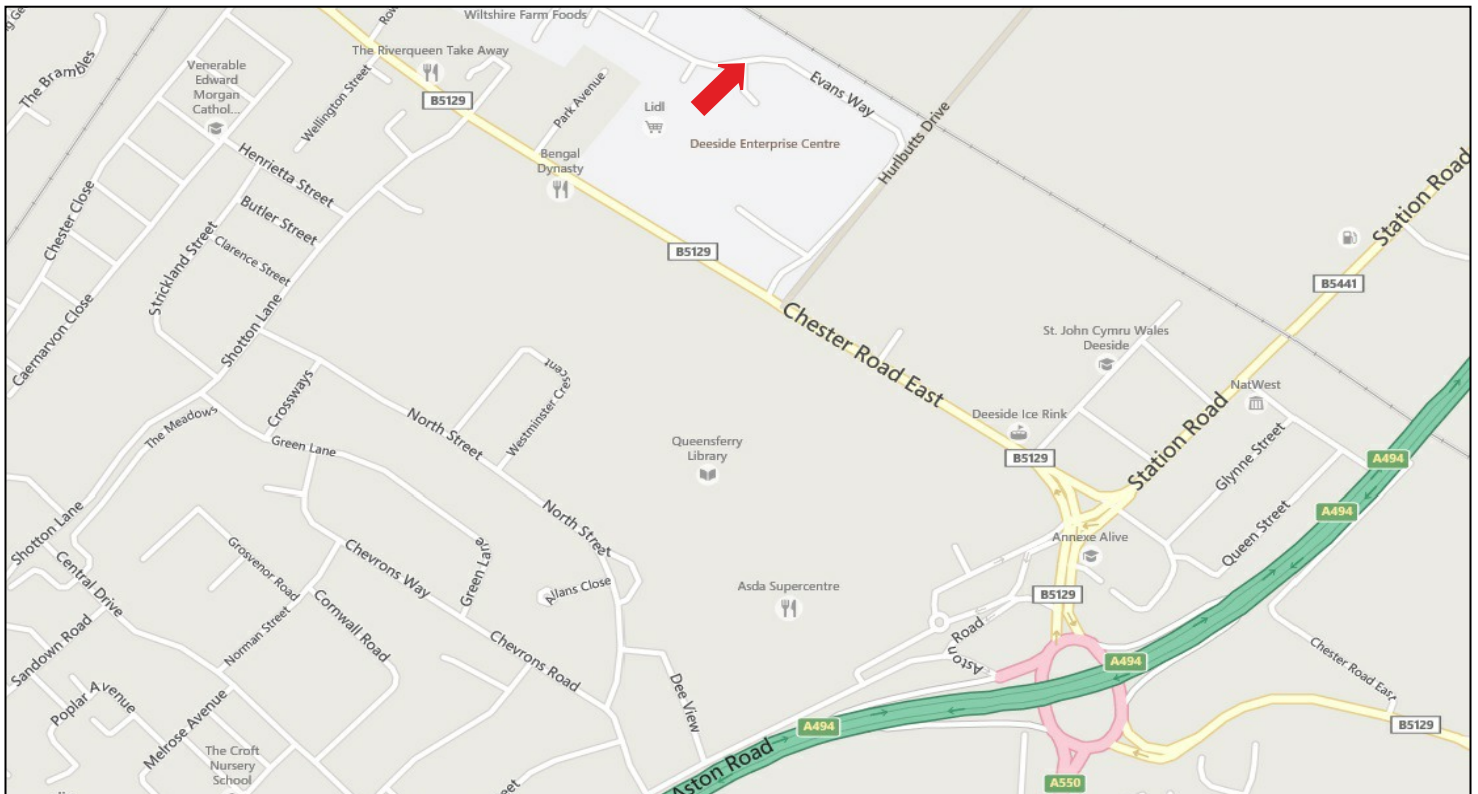 Wiltshire Farm Foods
The Riverqueen Take Away
Venerable
Edward
Morgan
Cathol...
The Brambles
Wellington Street
B5129
Park Avenue
Lidl
Evans Way
Deeside Enterprise Centre
Hurlbutts Drive
Bengal
Dynasty
Henrietta Street
Butler Street
Clarence Street
Chester Close
Strickland Street
Caernarvon Close
Shotton Lane
B5129
Station Road
B5441
Chester Road East
St. John Cymru Wales
Deeside
NatWest
Deeside Ice Rink
B5129
Station Road
Glynne Street
Queen Street
A494
A494
Crossways
The Meadows
Green Lane
North Street
Westminster Crescent
Queensferry
Library
North Street
Green Lane
Allans Close
Chevrons Way
Shotton Lane
Central Drive
Grosvenor Road
Norman Street
Cornwall Road
Sandown Road
Poplar Avenue
Melrose Avenue
Chevrons Road
Dee View
The Croft
Nursery
School
Asda Supercentre
Annexe Alive
B5129
Aston Road
A494
Chester Road East
B5129
A494
Aston Road
A550